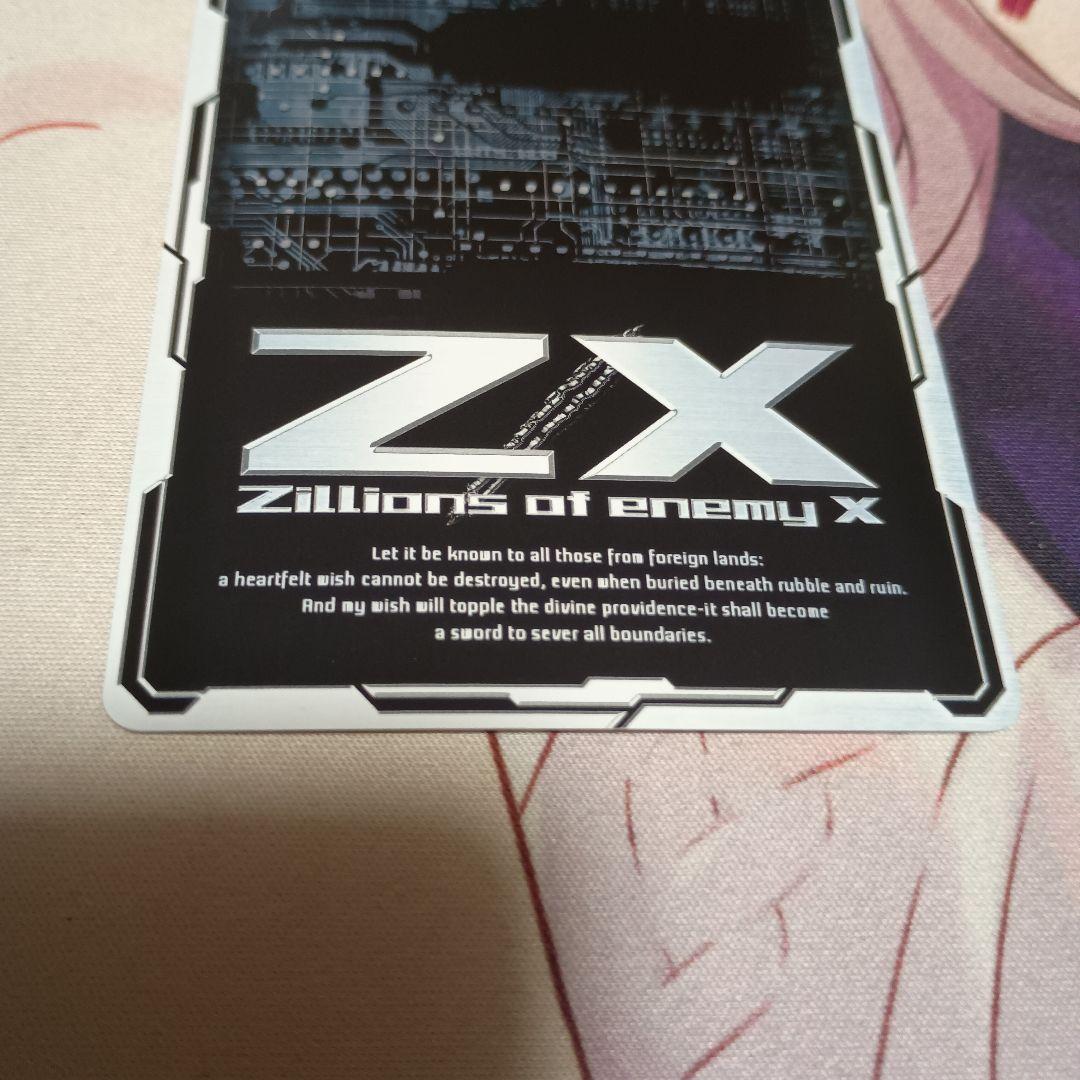 ZX
Zillions of enemy X
Let it be known to all those from foreign lands:
a heartfelt wish cannot be destroyed, even when buried beneath rubble and ruin.
And my wish will topple the divine providence-it shall become
a sword to sever all boundaries.